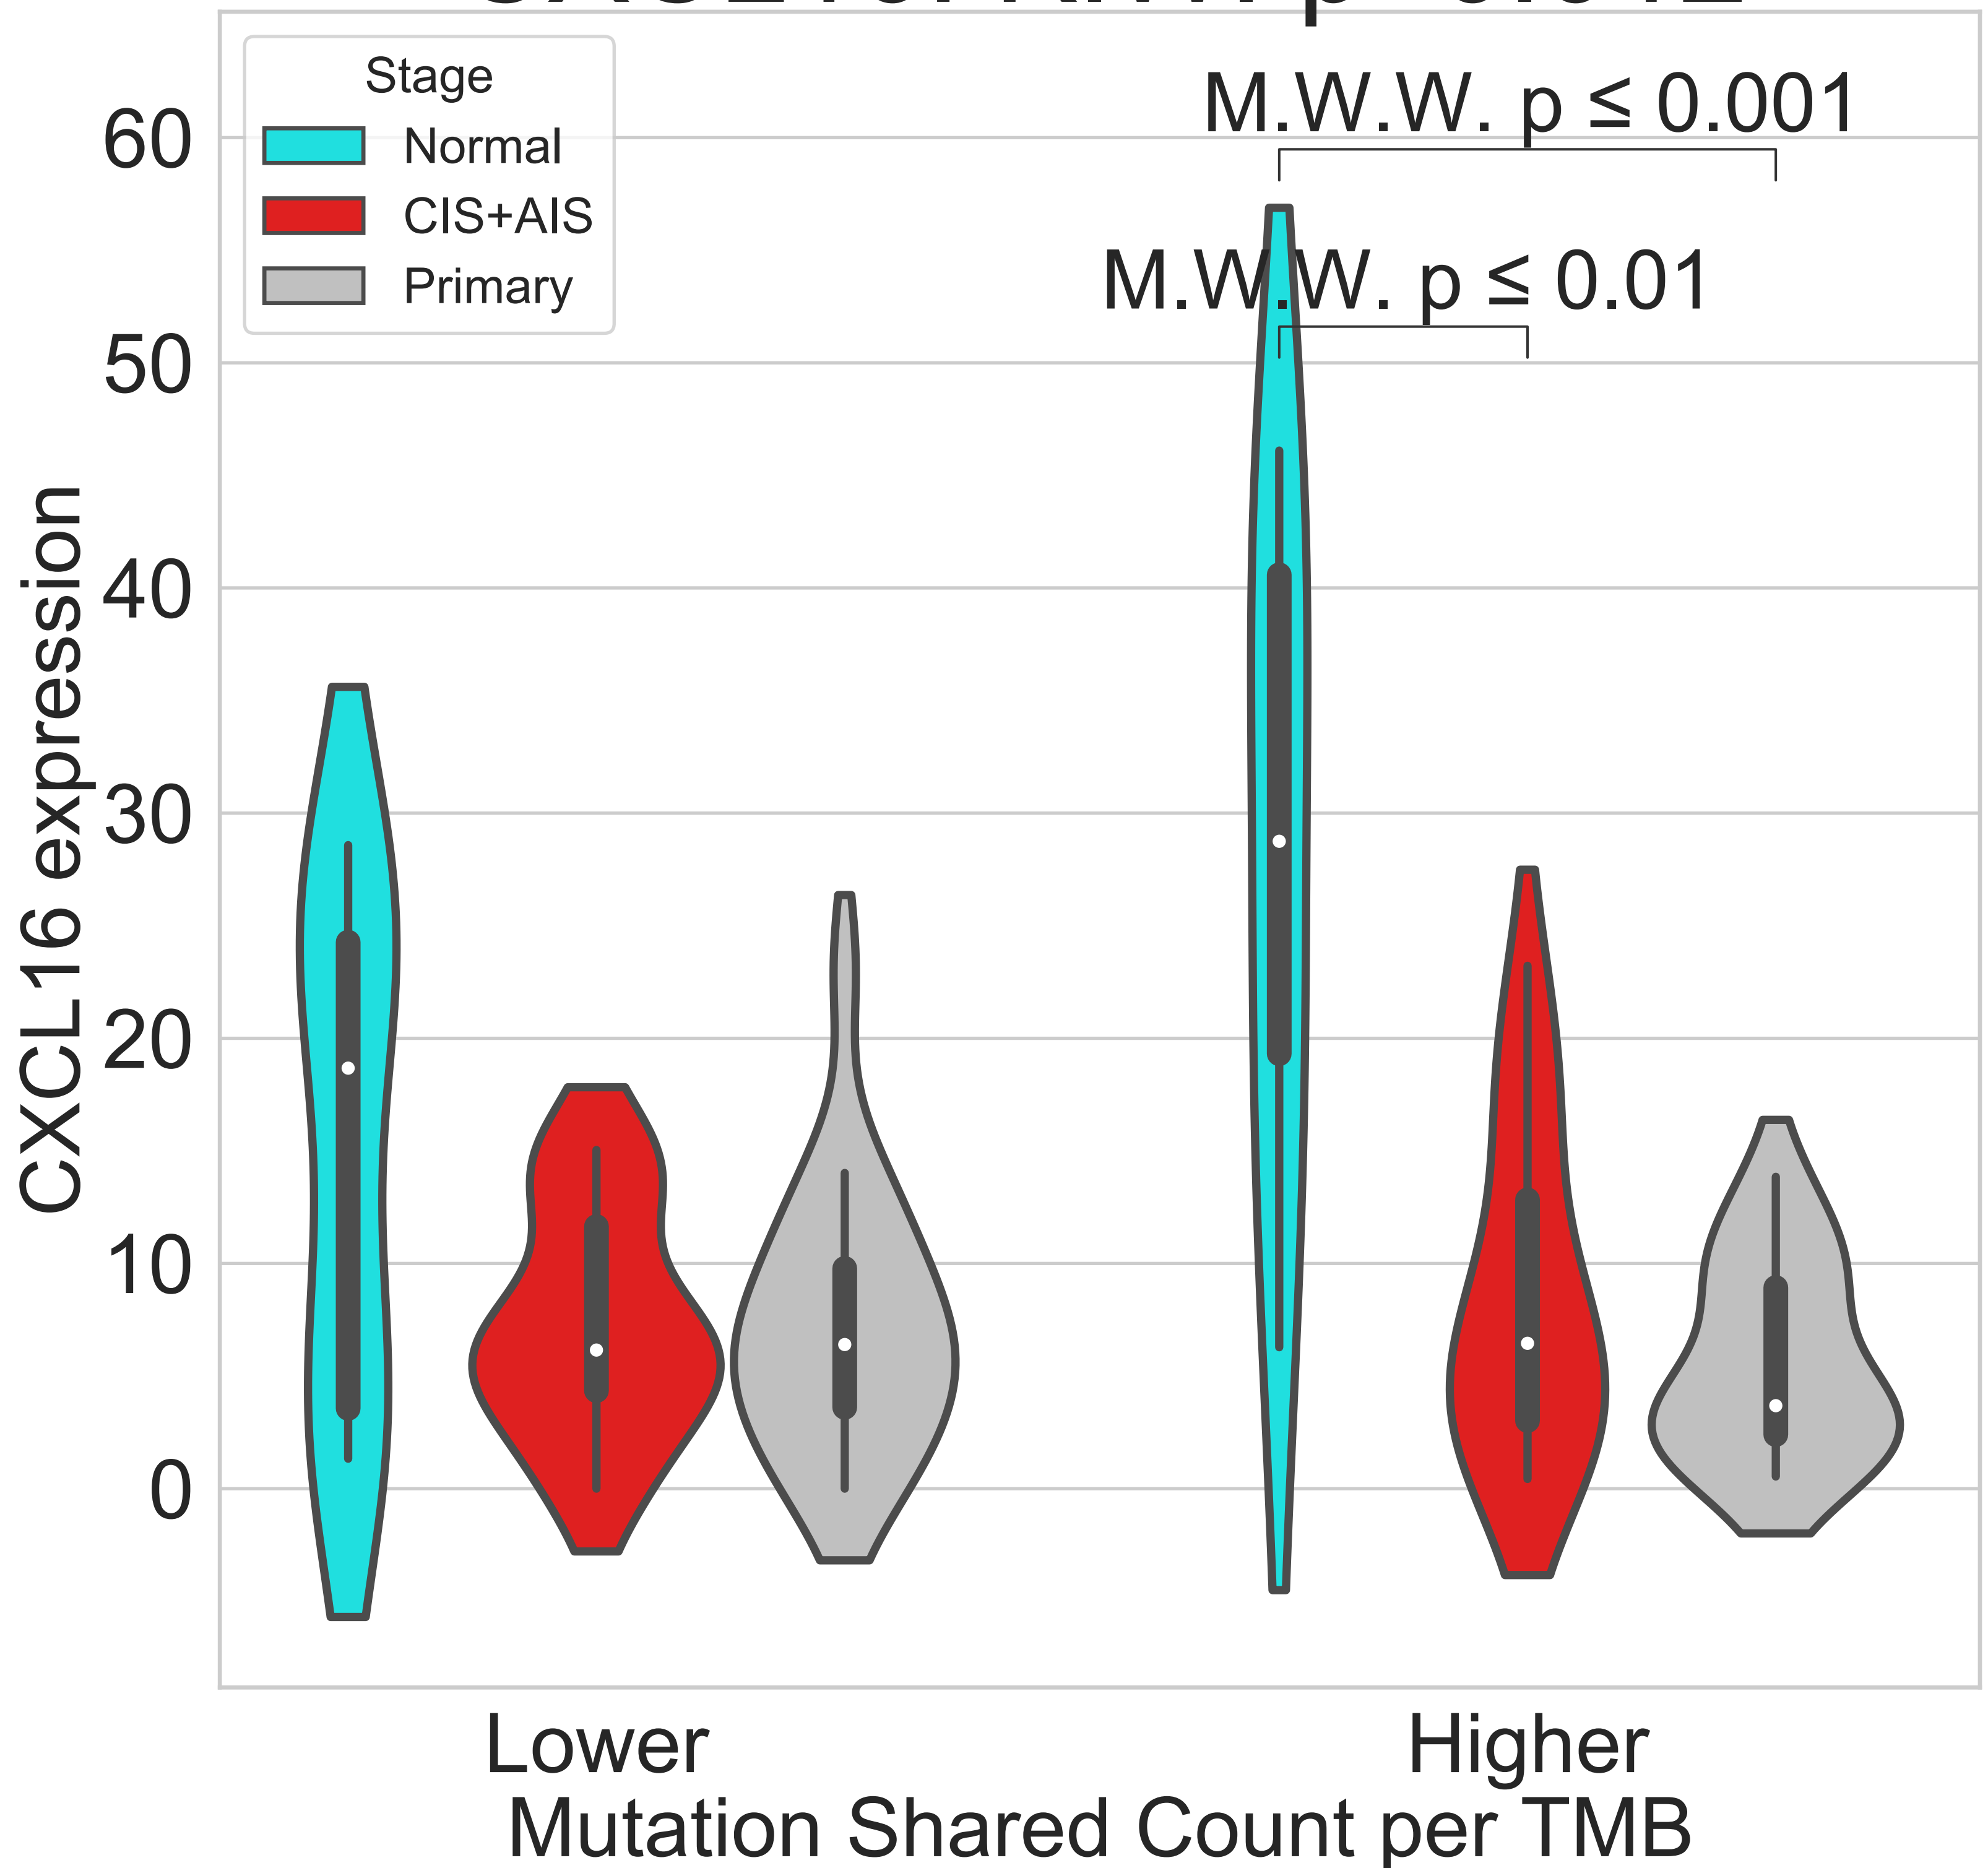 Stage
Normal
CIS+AIS
Primary
M.W.W. p ≤ 0.001
M.W.W. p ≤ 0.01
CXCL16 expression
60
50
40
30
20
10
0
Lower
Higher
Mutation Shared Count per TMB